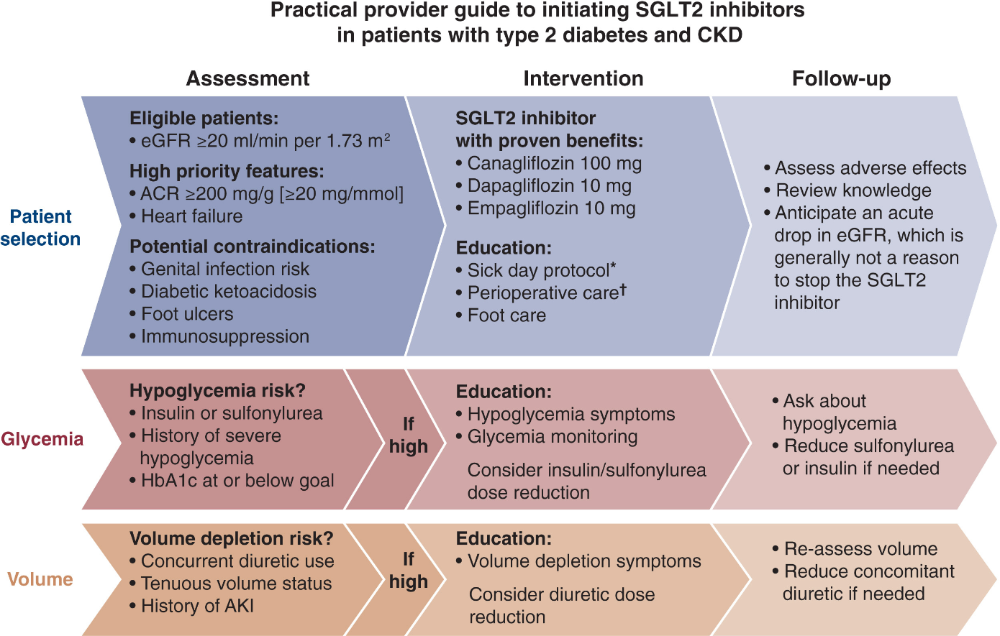 Practical provider guide to initiating SGLT2 inhibitors
in patients with type 2 diabetes and CKD
Assessment
Intervention
Follow-up
Patient
selection
Eligible patients:
• eGFR ≥20 ml/min per 1.73 m²
High priority features:
• ACR ≥200 mg/g [≥20 mg/mmol]
• Heart failure
Potential contraindications:
• Genital infection risk
• Diabetic ketoacidosis
• Foot ulcers
• Immunosuppression
SGLT2 inhibitor
with proven benefits:
• Canagliflozin 100 mg
• Dapagliflozin 10 mg
• Empagliflozin 10 mg
Education:
• Sick day protocol*
• Perioperative care†
• Foot care
• Assess adverse effects
• Review knowledge
• Anticipate an acute
drop in eGFR, which is
generally not a reason
to stop the SGLT2
inhibitor
Glycemia
Hypoglycemia risk?
• Insulin or sulfonylurea
• History of severe
hypoglycemia
• HbA1c at or below goal
If
high
Education:
• Hypoglycemia symptoms
• Glycemia monitoring
Consider insulin/sulfonylurea
dose reduction
• Ask about
hypoglycemia
• Reduce sulfonylurea
or insulin if needed
Volume
Volume depletion risk?
• Concurrent diuretic use
• Tenuous volume status
• History of AKI
If
high
Education:
• Volume depletion symptoms
Consider diuretic dose
reduction
• Re-assess volume
• Reduce concomitant
diuretic if needed